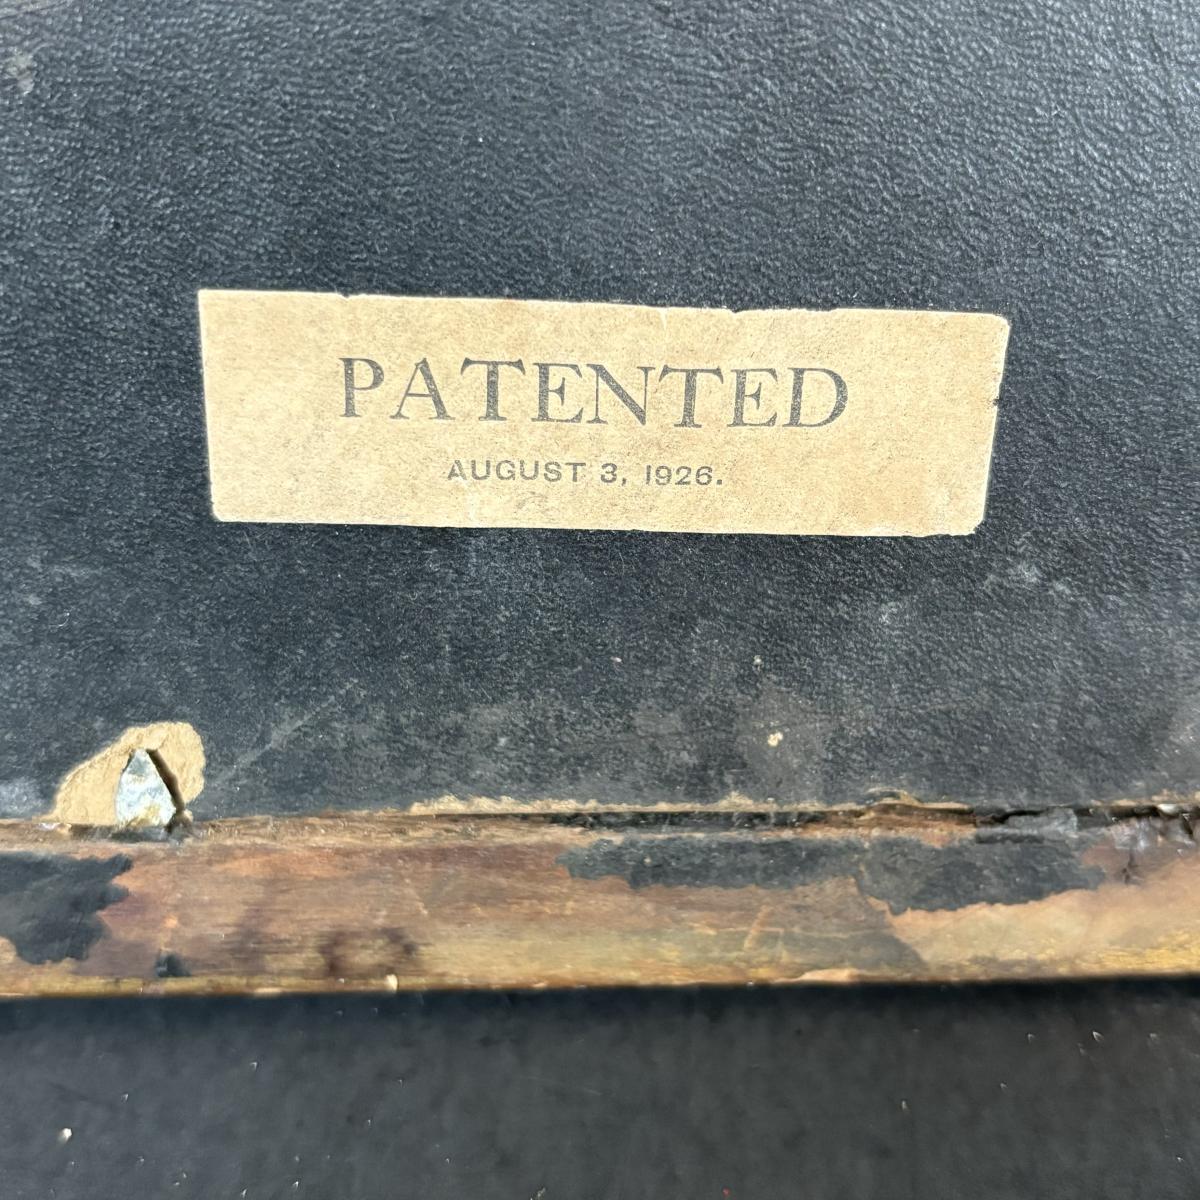 PATENTED
AUGUST 3, 1926.